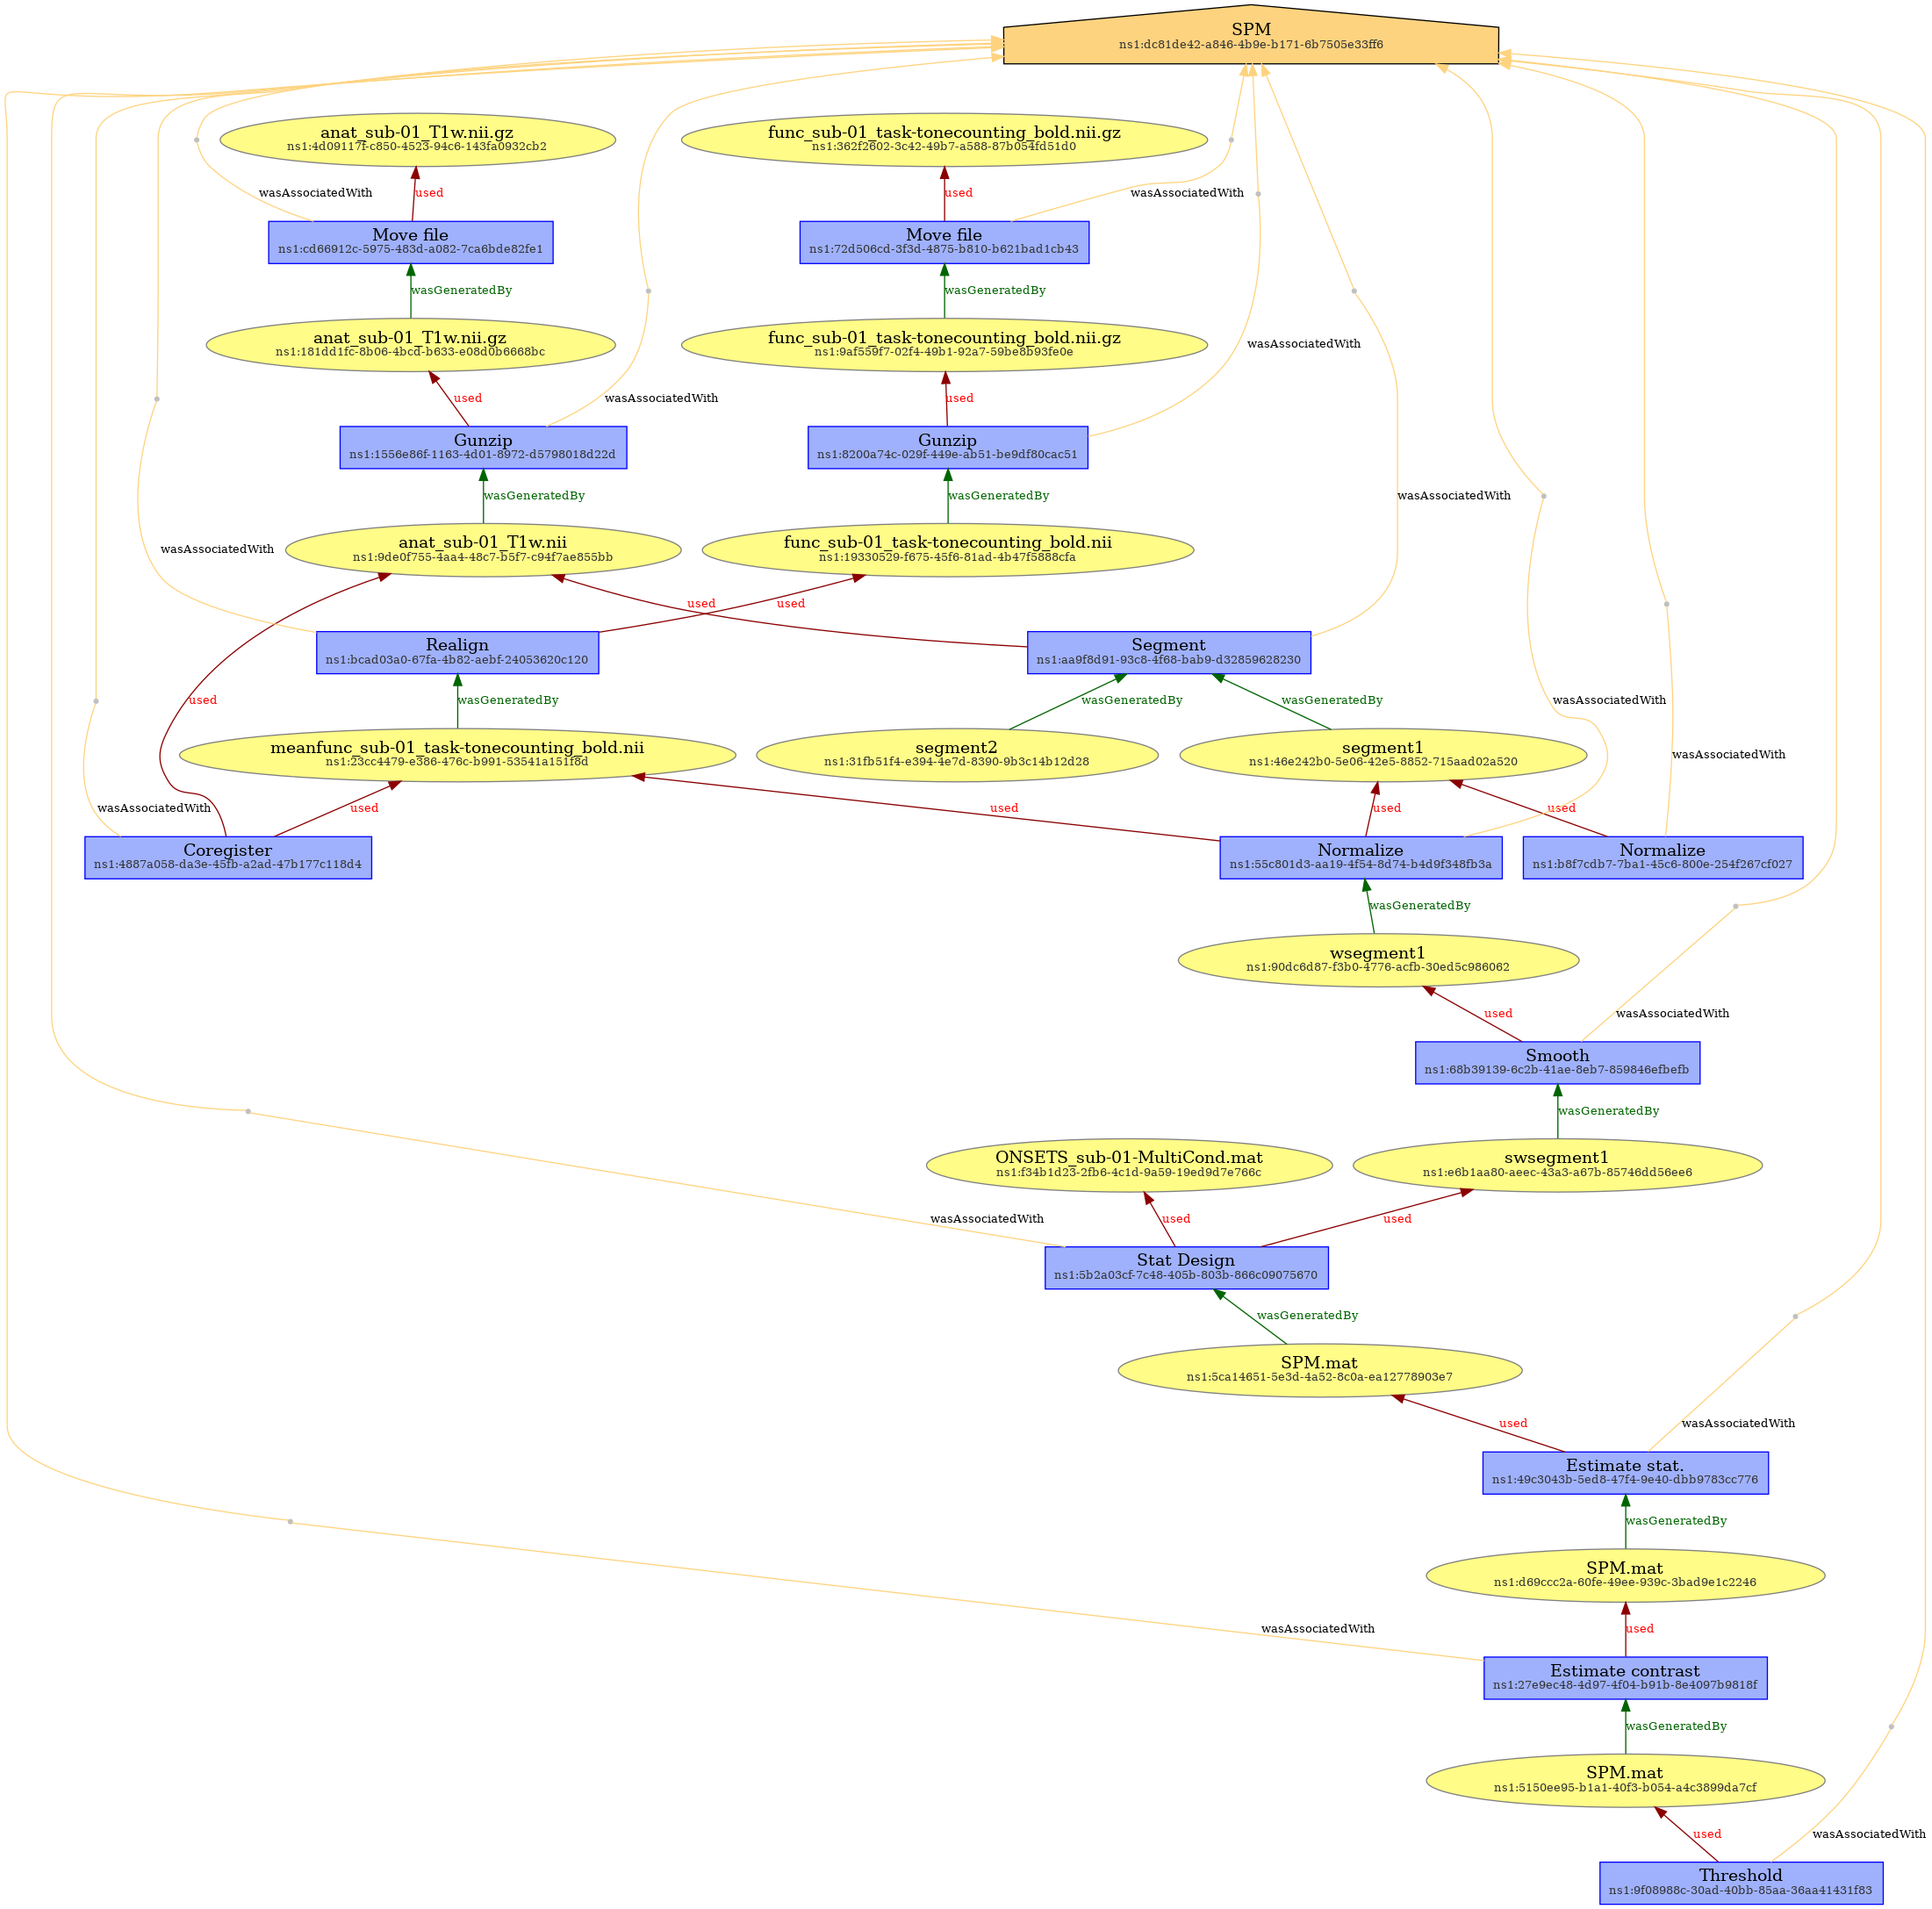 SPM
ns1:dc81de42-a846-4b9e-b171-6b7505e33ff6
anat_sub-01_T1w.nii.gz
ns1:4d09117f-c850-4523-94c6-143fa0932cb2
func_sub-01_task-tonecounting_bold.nii.gz
ns1:362f2602-3c42-49b7-a588-87b054fd51d0
wasAssociatedWith
used
used
wasAssociatedWith
Move file
ns1:cd66912c-5975-483d-a082-7ca6bde82fe1
Move file
ns1:72d506cd-3f3d-4875-b810-b621bad1cb43
wasGeneratedBy
wasGeneratedBy
anat_sub-01_T1w.nii.gz
ns1:181dd1fc-8b06-4bcd-b633-e08d0b6668bc
func_sub-01_task-tonecounting_bold.nii.gz
ns1:9af559f7-02f4-49b1-92a7-59be8b93fe0e
wasAssociatedWith
used
wasAssociatedWith
used
Gunzip
ns1:1556e86f-1163-4d01-8972-d5798018d22d
Gunzip
ns1:8200a74c-029f-449e-ab51-be9df80cac51
wasGeneratedBy
wasGeneratedBy
wasAssociatedWith
anat_sub-01_T1w.nii
ns1:9de0f755-4aa4-48c7-b5f7-c94f7ae855bb
func_sub-01_task-tonecounting_bold.nii
ns1:19330529-f675-45f6-81ad-4b47f5888cfa
wasAssociatedWith
used
used
Realign
ns1:bcad03a0-67fa-4b82-aebf-24053620c120
Segment
ns1:aa9f8d91-93c8-4f68-bab9-d32859628230
used
wasGeneratedBy
wasGeneratedBy
wasGeneratedBy
wasAssociatedWith
meanfunc_sub-01_task-tonecounting_bold.nii
ns1:23cc4479-e386-476c-b991-53541a151f8d
segment2
ns1:31fb51f4-e394-4e7d-8390-9b3c14b12d28
segment1
ns1:46e242b0-5e06-42e5-8852-715aad02a520
wasAssociatedWith
wasAssociatedWith
used
used
used
used
Coregister
ns1:4887a058-da3e-45fb-a2ad-47b177c118d4
Normalize
ns1:55c801d3-aa19-4f54-8d74-b4d9f348fb3a
Normalize
ns1:b8f7cdb7-7ba1-45c6-800e-254f267cf027
wasGeneratedBy
wsegment1
ns1:90dc6d87-f3b0-4776-acfb-30ed5c986062
used
wasAssociatedWith
Smooth
ns1:68b39139-6c2b-41ae-8eb7-859846efbefb
wasGeneratedBy
ONSETS_sub-01-MultiCond.mat
ns1:f34b1d23-2fb6-4c1d-9a59-19ed9d7e766c
swsegment1
ns1:e6b1aa80-aeec-43a3-a67b-85746dd56ee6
wasAssociatedWith
used
used
Stat Design
ns1:5b2a03cf-7c48-405b-803b-866c09075670
wasGeneratedBy
SPM.mat
ns1:5ca14651-5e3d-4a52-8c0a-ea12778903e7
used
wasAssociatedWith
Estimate stat.
ns1:49c3043b-5ed8-47f4-9e40-dbb9783cc776
wasGeneratedBy
SPM.mat
ns1:d69ccc2a-60fe-49ee-939c-3bad9e1c2246
wasAssociatedWith
used
Estimate contrast
ns1:27e9ec48-4d97-4f04-b91b-8e4097b9818f
wasGeneratedBy
SPM.mat
ns1:5150ee95-b1a1-40f3-b054-a4c3899da7cf
used
wasAssociatedWith
Threshold
ns1:9f08988c-30ad-40bb-85aa-36aa41431f83